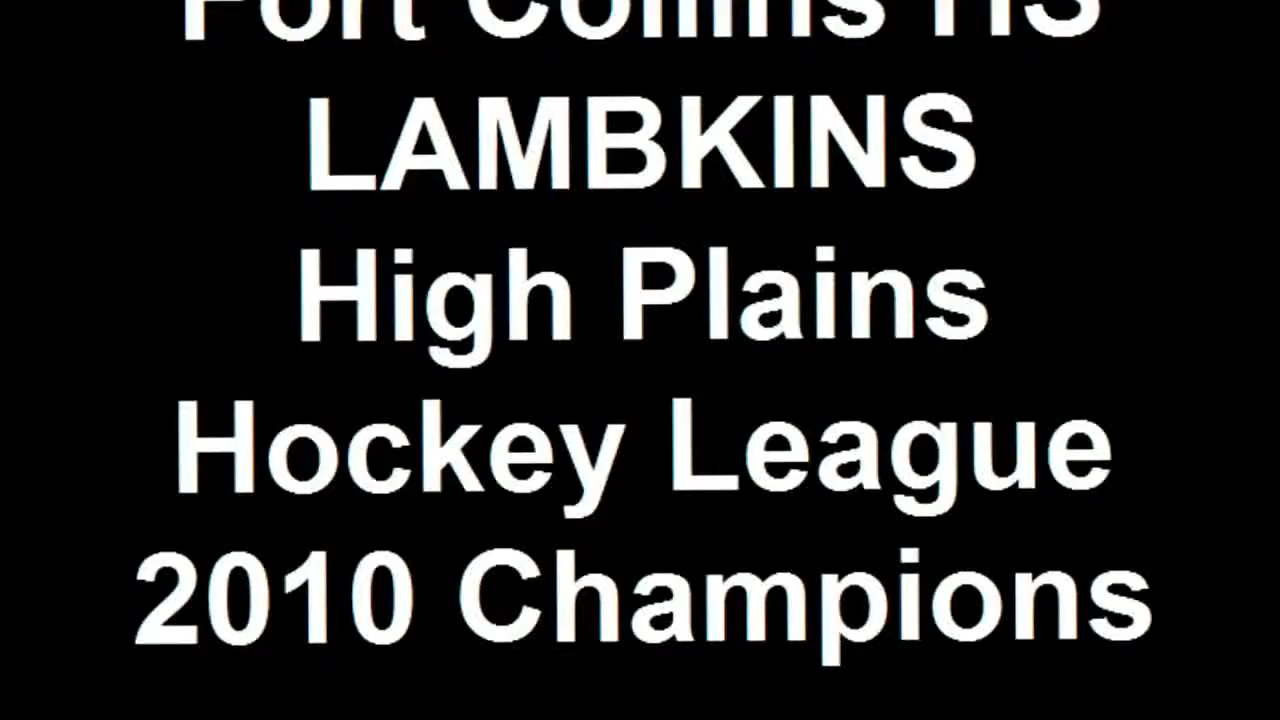 Fort Collins HS
LAMBKINS
High Plains
Hockey League
2010 Champions